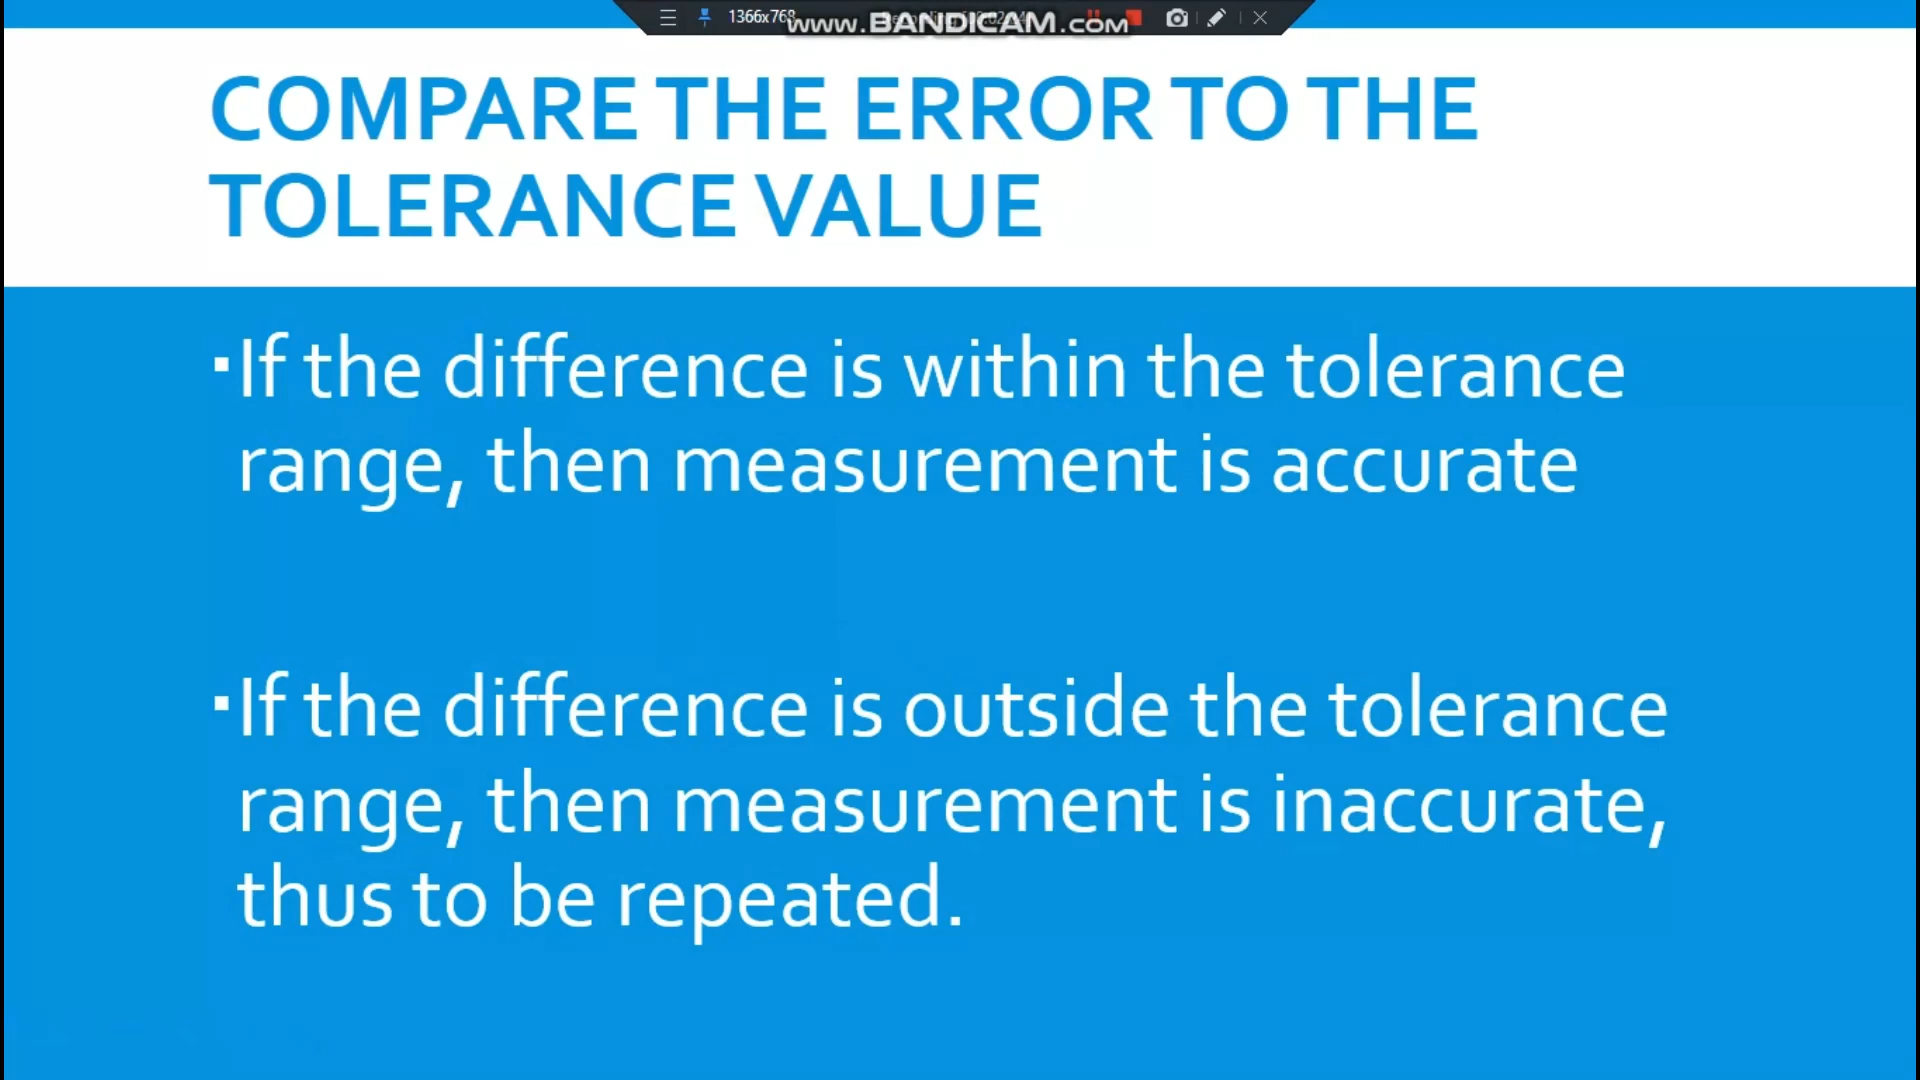 1366x768
www.BANDICAM.com
COMPARE THE ERROR TO THE
TOLERANCE VALUE
▪If the difference is within the tolerance
range, then measurement is accurate
▪If the difference is outside the tolerance
range, then measurement is inaccurate,
thus to be repeated.